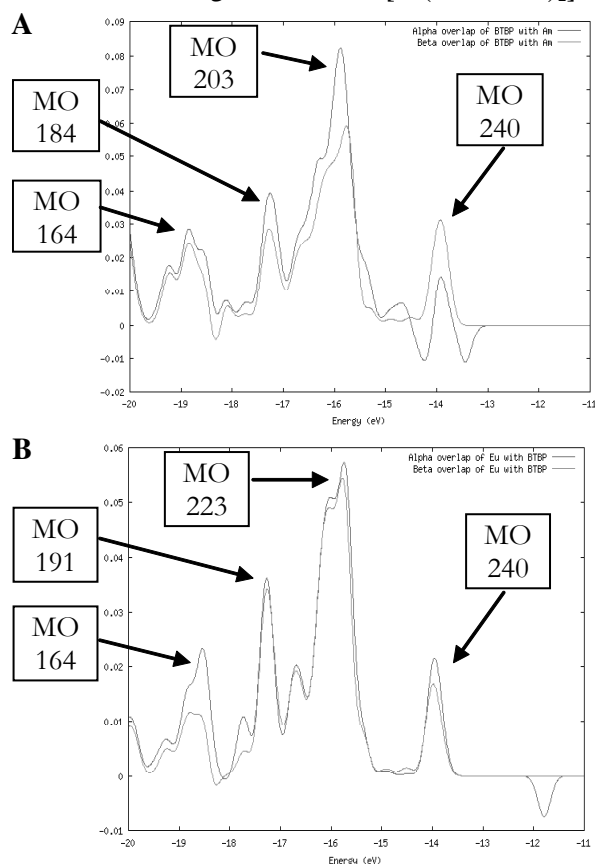 A
0.09
0.08
0.07
0.06
0.05
0.04
0.03
0.02
0.01
0
-0.01
-0.02
Alpha overlap of BTBP with Am
Beta overlap of BTBP with Am
MO
203
MO
184
MO
240
MO
164
-20 -19 -18 -17 -16 -15 -14 -13 -12 -11
Energy (eV)
B
0.06
0.05
0.04
0.03
0.02
0.01
0
-0.01
Alpha overlap of Eu with BTBP
Beta overlap of Eu with BTBP
MO
223
MO
191
MO
240
MO
164
-20 -19 -18 -17 -16 -15 -14 -13 -12 -11
Energy (eV)